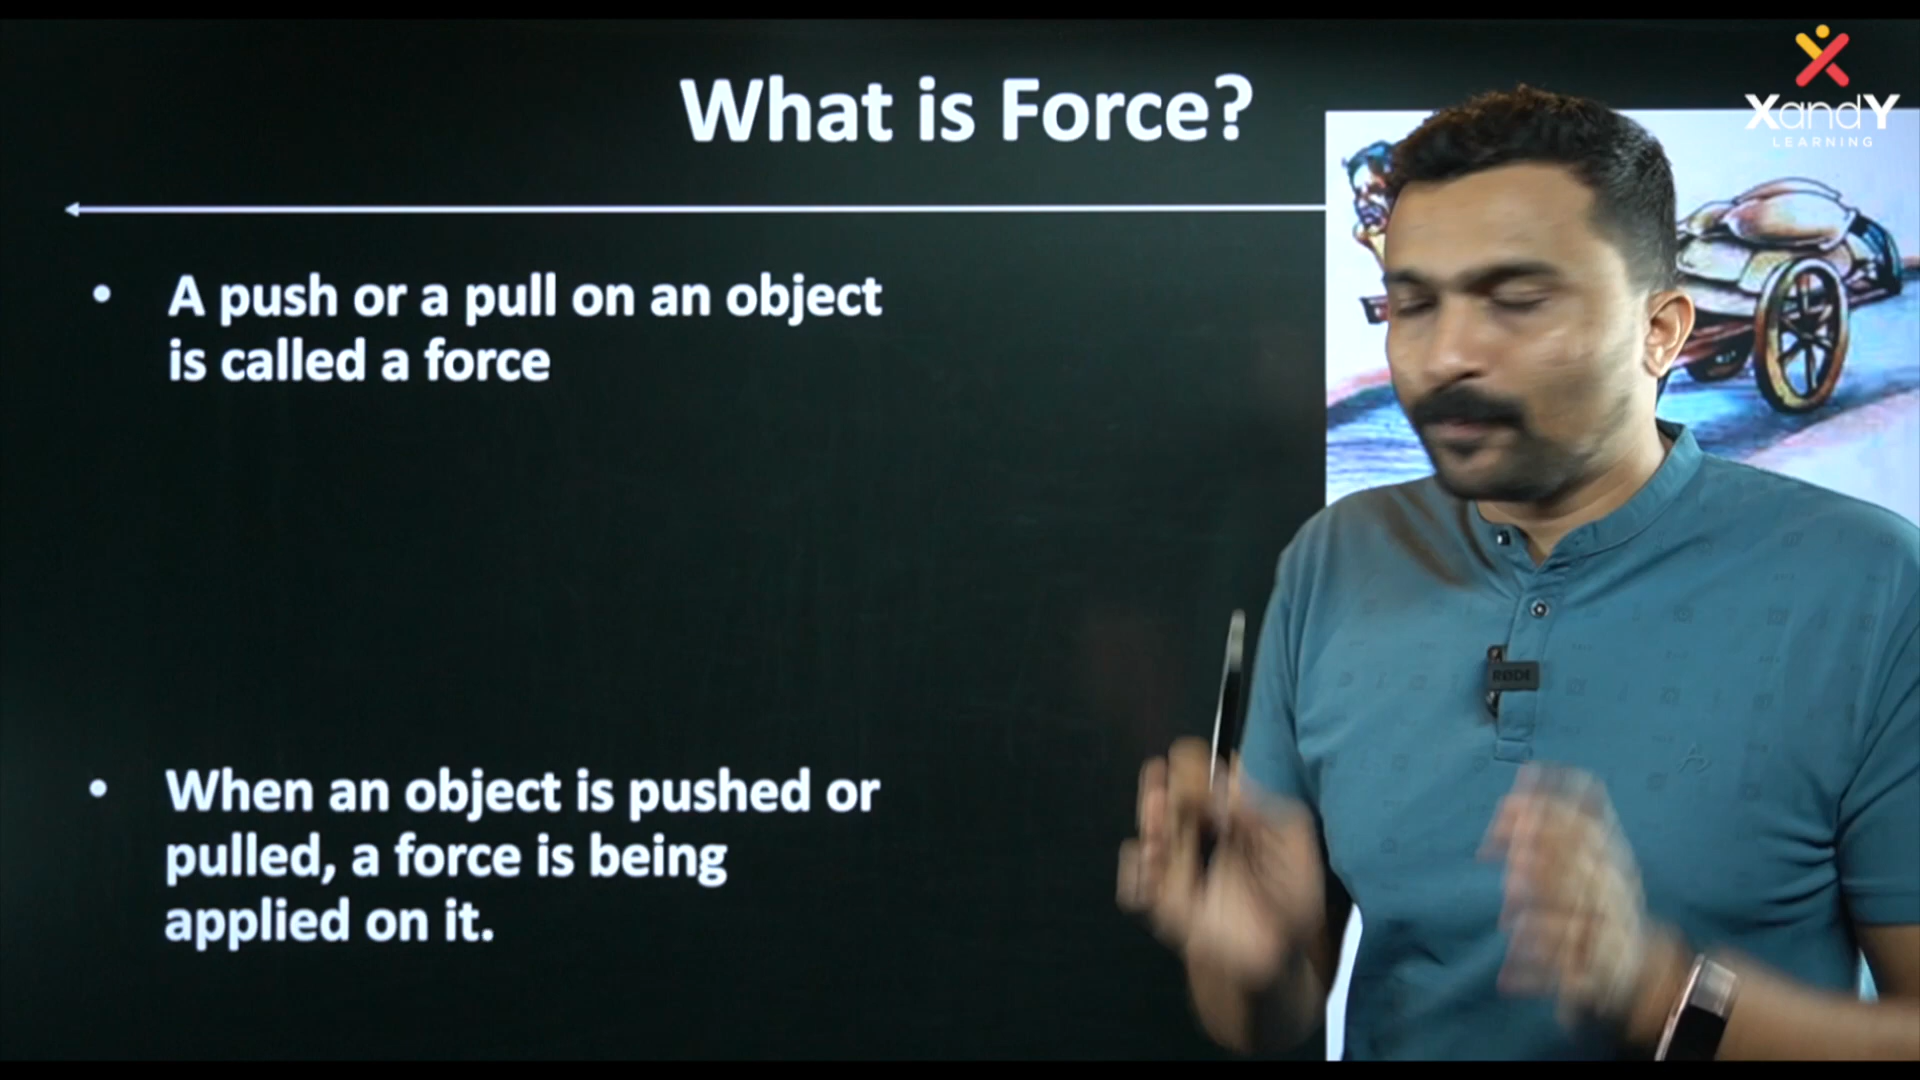 XandY
LEARNING
What is Force?
• A push or a pull on an object
is called a force
RØDE
• When an object is pushed or
pulled, a force is being
applied on it.